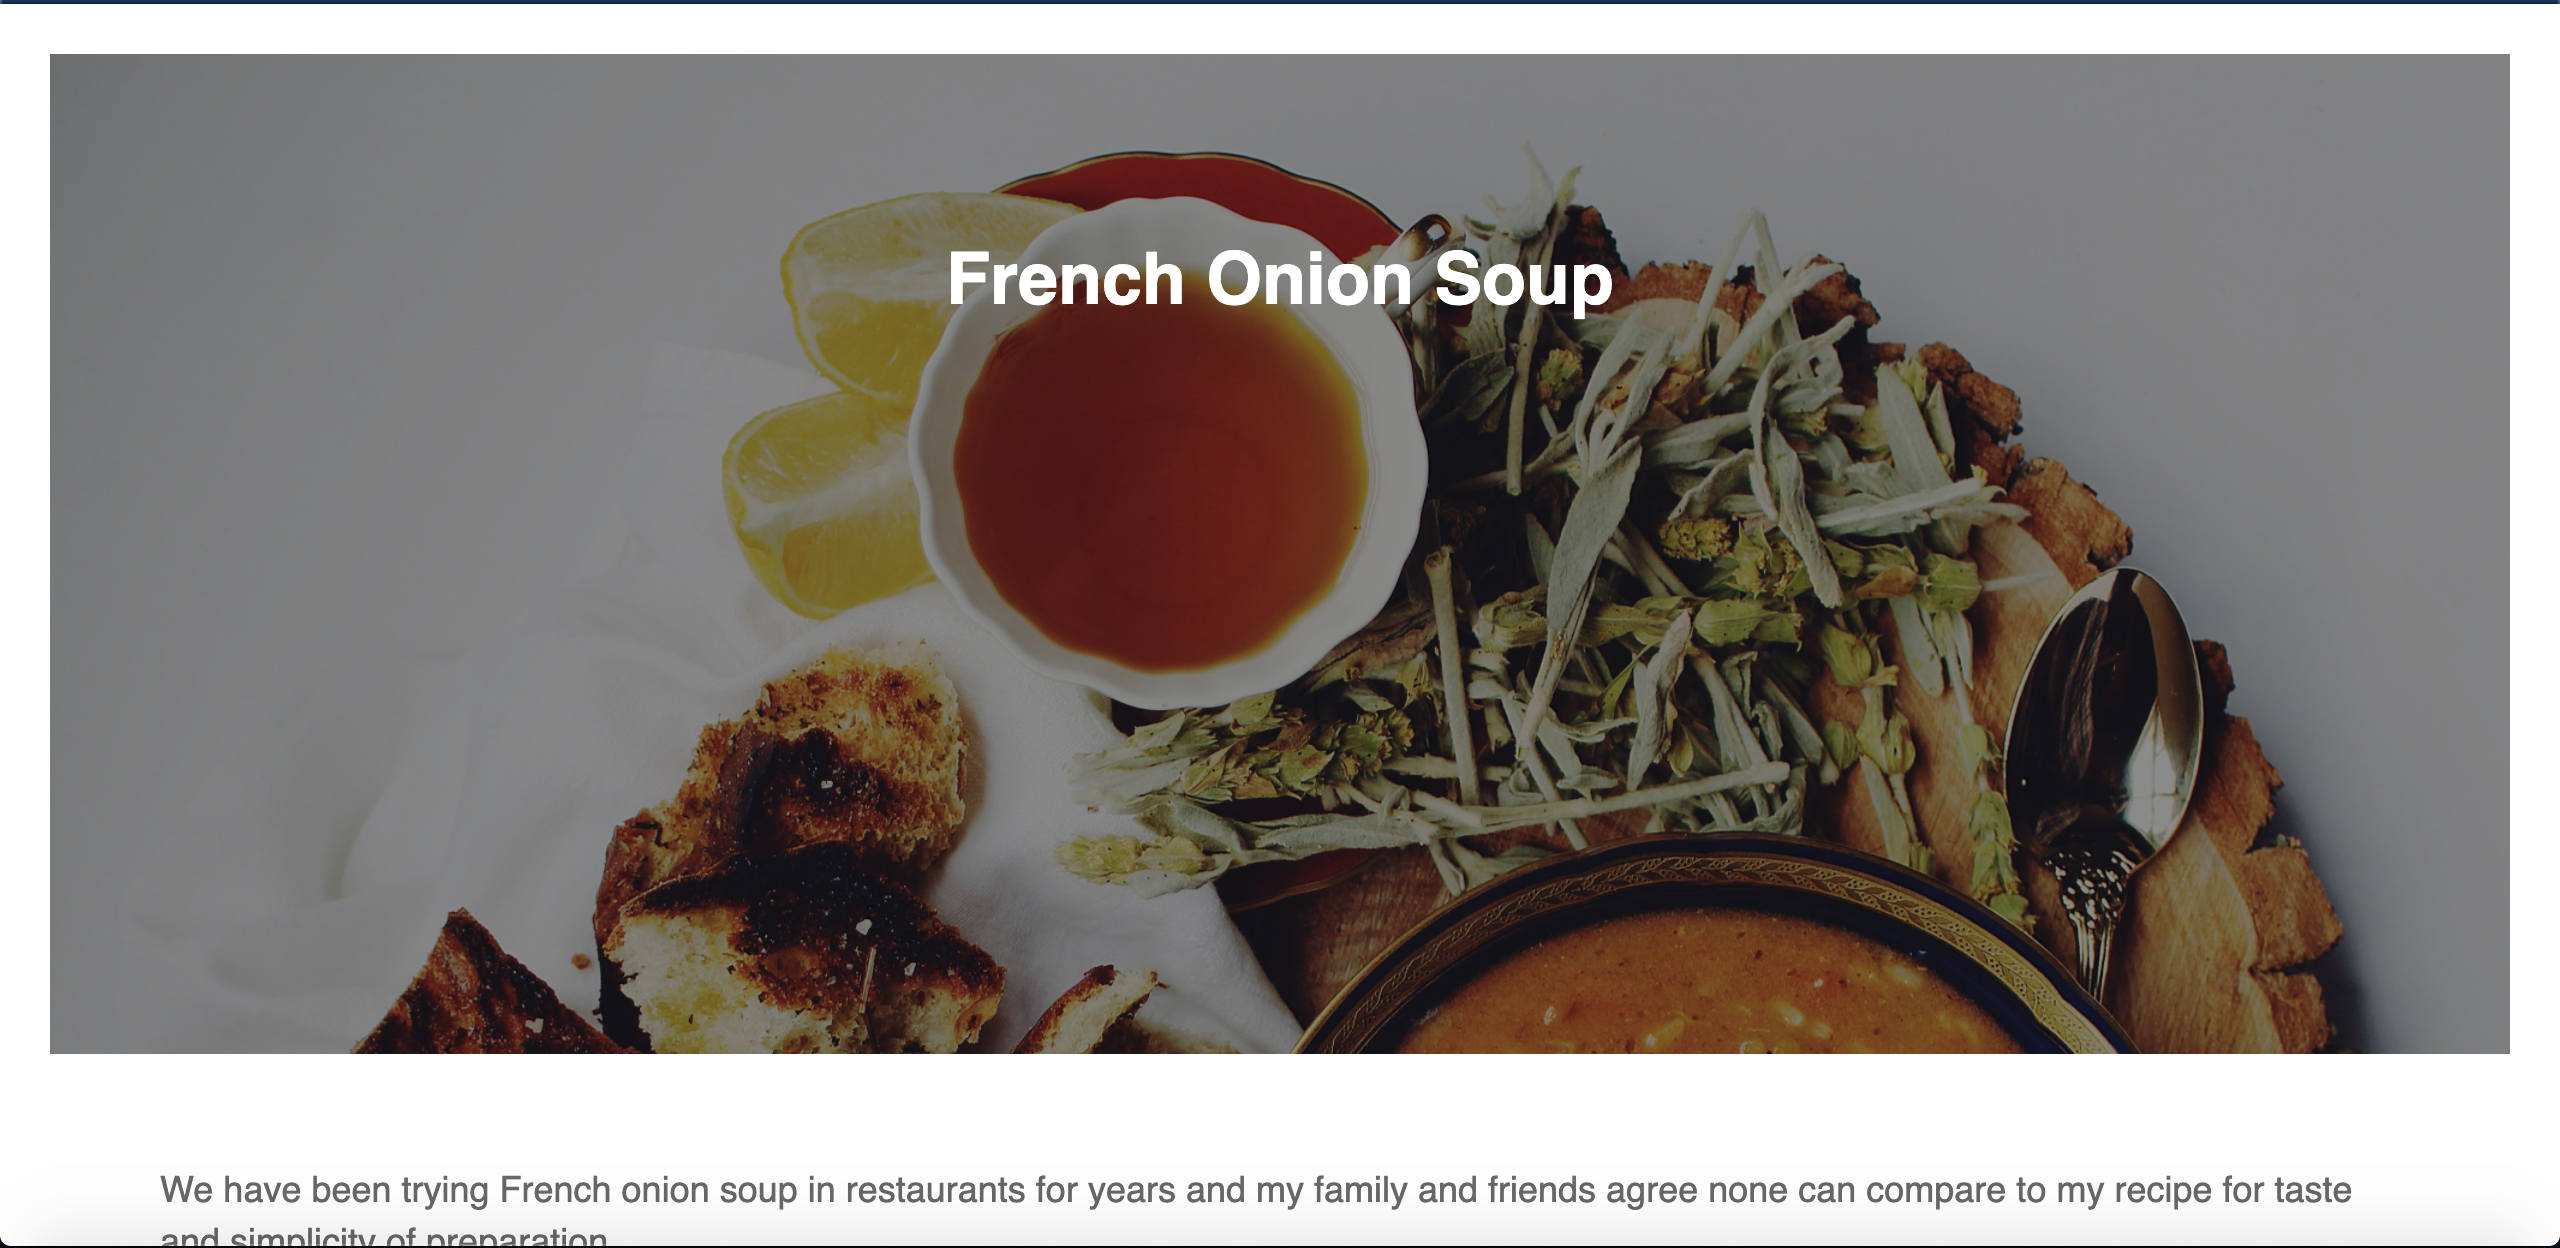 French Onion Soup
We have been trying French onion soup in restaurants for years and my family and friends agree none can compare to my recipe for taste
and simplicity of preparation